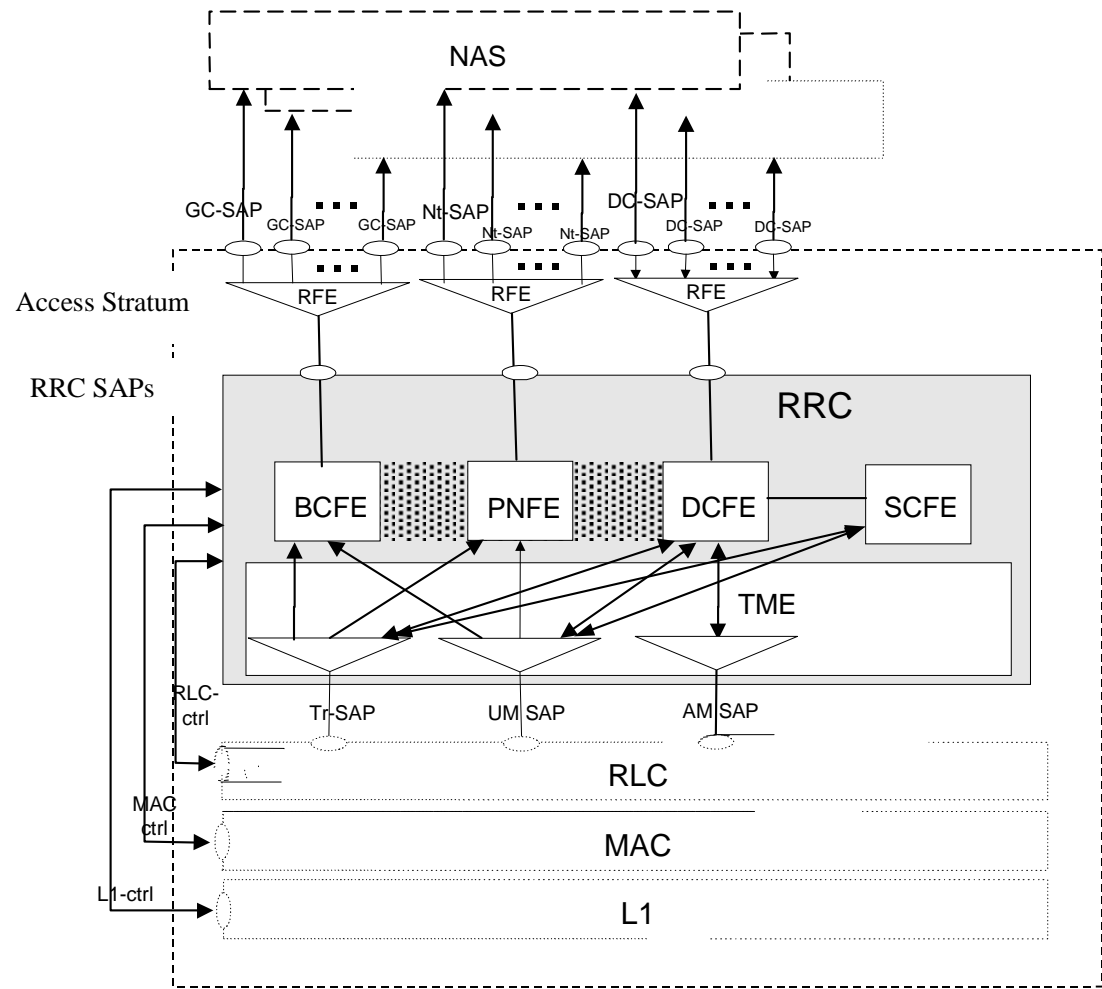 NAS
GC-SAP
GC-SAP
GC-SAP
Nt-SAP
Nt-SAP
Nt-SAP
DC-SAP
DC-SAP
DC-SAP
Access Stratum
RFE
RFE
RFE
RRC SAPs
RRC
BCFE
PNFE
DCFE
SCFE
TME
RLC-
ctrl
Tr-SAP
UM SAP
AM SAP
RLC
MAC
ctrl
MAC
L1-ctrl
L1